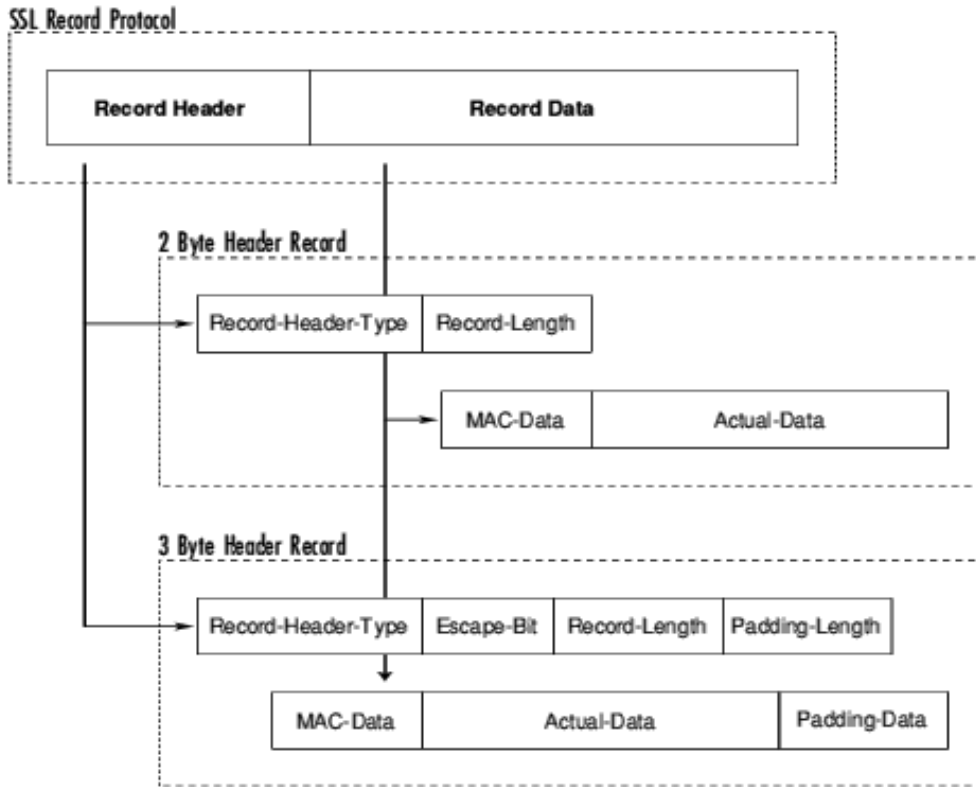 SSL Record Protocol
Record Header Record Data
2 Byte Header Record
Record-Header-Type Record-Length
MAC-Data Actual-Data
3 Byte Header Record
Record-Header-Type Escape-Bit Record-Length Padding-Length
MAC-Data Actual-Data Padding-Data